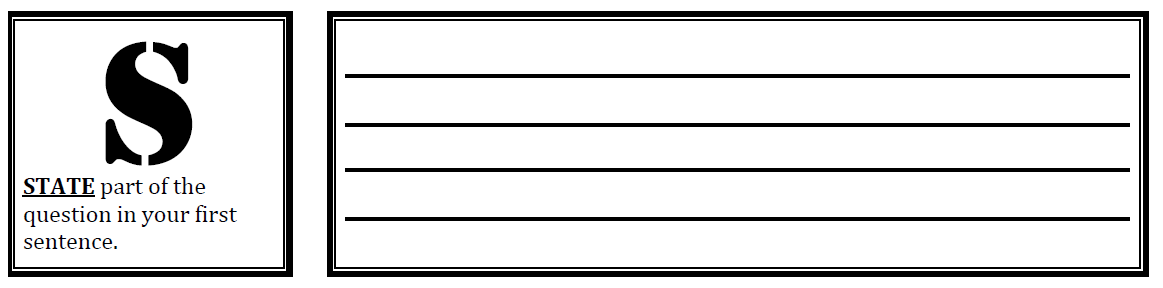 S
STATE part of the
question in your first
sentence.